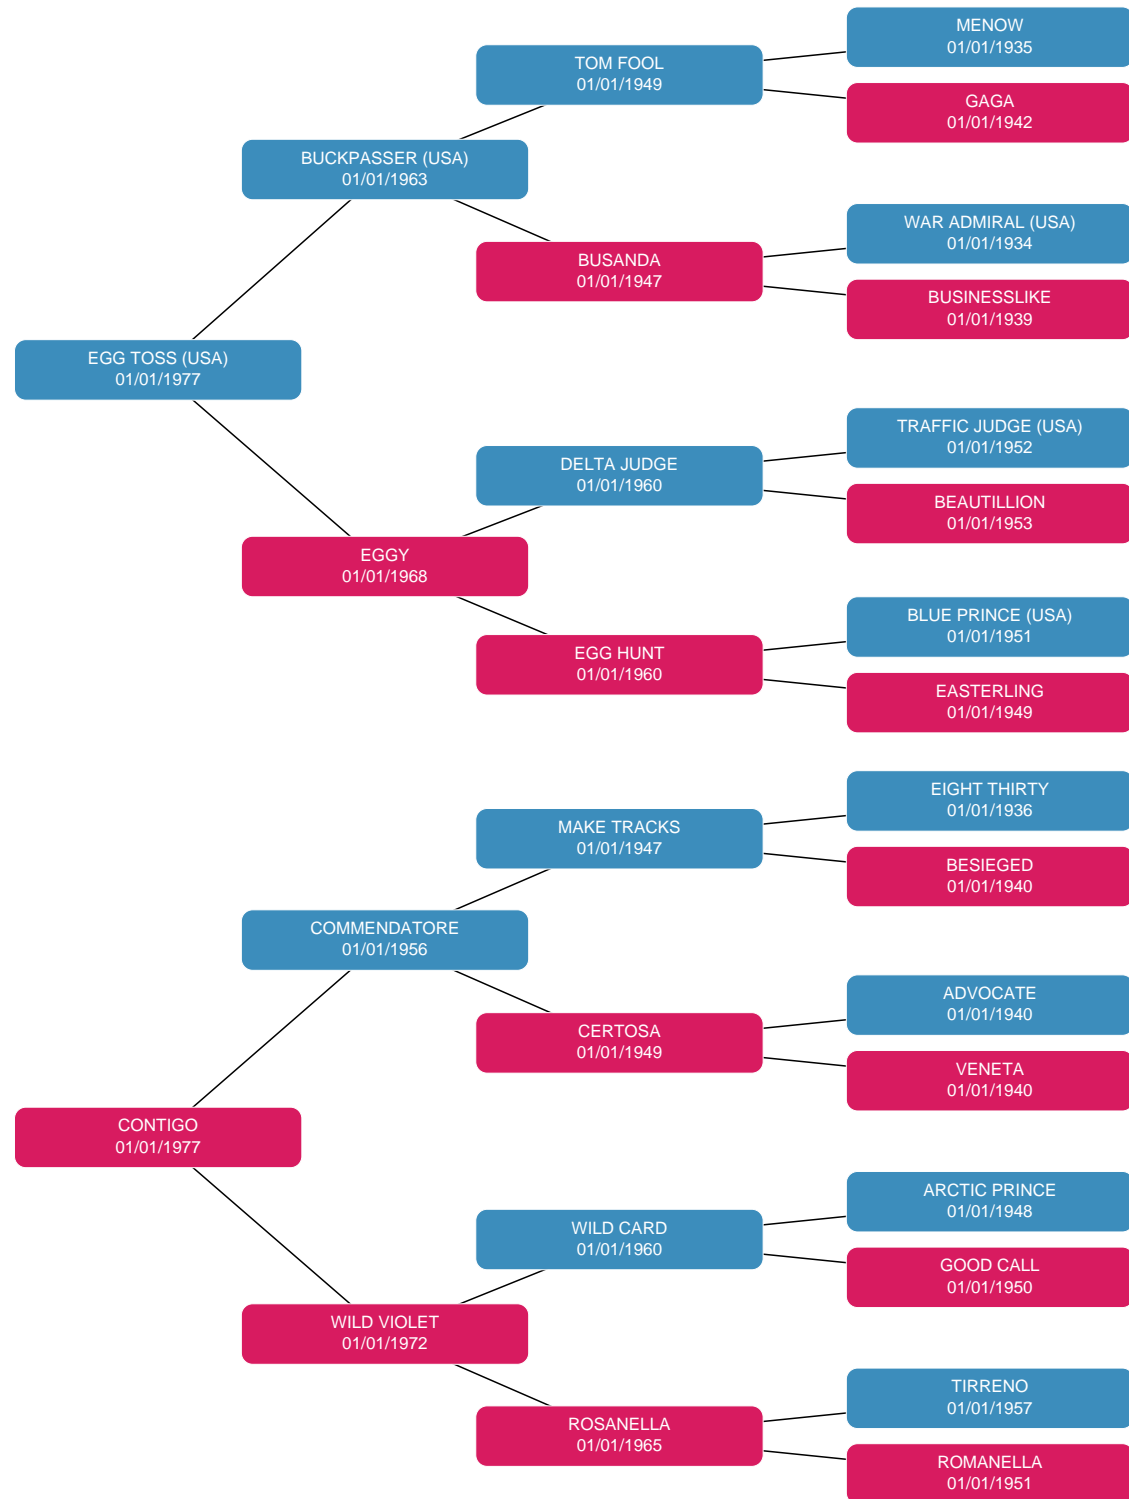 MENOW
01/01/1935
TOM FOOL
01/01/1949
GAGA
01/01/1942
BUCKPASSER (USA)
01/01/1963
WAR ADMIRAL (USA)
01/01/1934
BUSANDA
01/01/1947
BUSINESSLIKE
01/01/1939
EGG TOSS (USA)
01/01/1977
TRAFFIC JUDGE (USA)
01/01/1952
DELTA JUDGE
01/01/1960
BEAUTILLION
01/01/1953
EGGY
01/01/1968
BLUE PRINCE (USA)
01/01/1951
EGG HUNT
01/01/1960
EASTERLING
01/01/1949
EIGHT THIRTY
01/01/1936
MAKE TRACKS
01/01/1947
BESIEGED
01/01/1940
COMMENDATORE
01/01/1956
ADVOCATE
01/01/1940
CERTOSA
01/01/1949
VENETA
01/01/1940
CONTIGO
01/01/1977
ARCTIC PRINCE
01/01/1948
WILD CARD
01/01/1960
GOOD CALL
01/01/1950
WILD VIOLET
01/01/1972
TIRRENO
01/01/1957
ROSANELLA
01/01/1965
ROMANELLA
01/01/1951